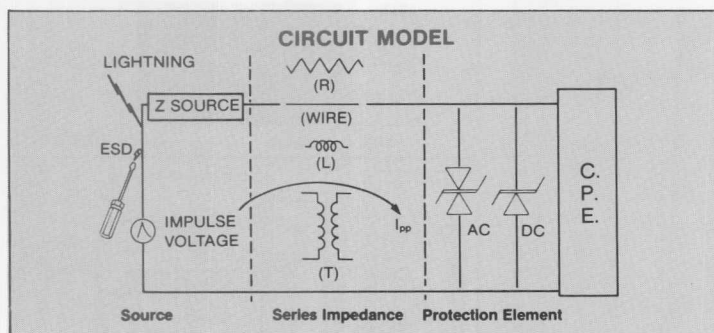 CIRCUIT MODEL
LIGHTNING
(R)
Z SOURCE
(WIRE)
ESD
(L)
C.
P.
E.
IMPULSE
VOLTAGE
Ipp
AC
DC
(T)
Source
Series Impedance
Protection Element